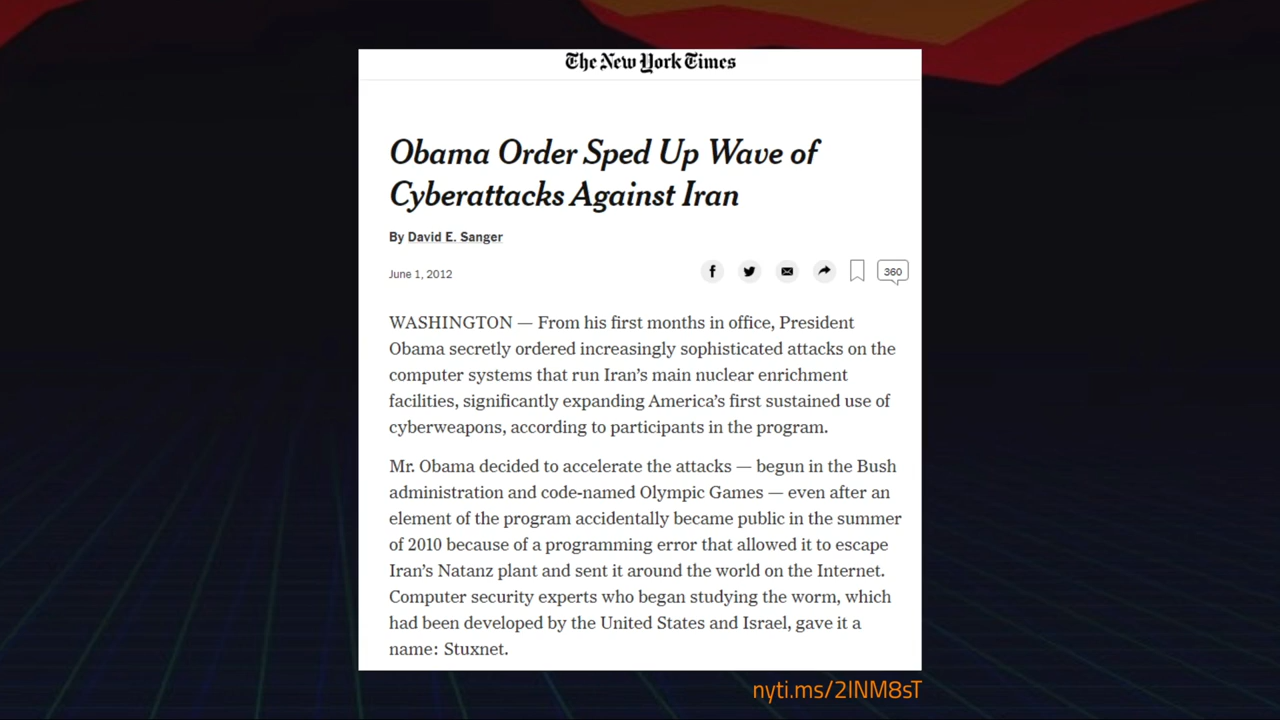 The New York Times
Obama Order Sped Up Wave of
Cyberattacks Against Iran
By David E. Sanger
June 1, 2012
360
WASHINGTON — From his first months in office, President
Obama secretly ordered increasingly sophisticated attacks on the
computer systems that run Iran’s main nuclear enrichment
facilities, significantly expanding America’s first sustained use of
cyberweapons, according to participants in the program.
Mr. Obama decided to accelerate the attacks — begun in the Bush
administration and code-named Olympic Games — even after an
element of the program accidentally became public in the summer
of 2010 because of a programming error that allowed it to escape
Iran’s Natanz plant and sent it around the world on the Internet.
Computer security experts who began studying the worm, which
had been developed by the United States and Israel, gave it a
name: Stuxnet.
nyti.ms/2INM8sT